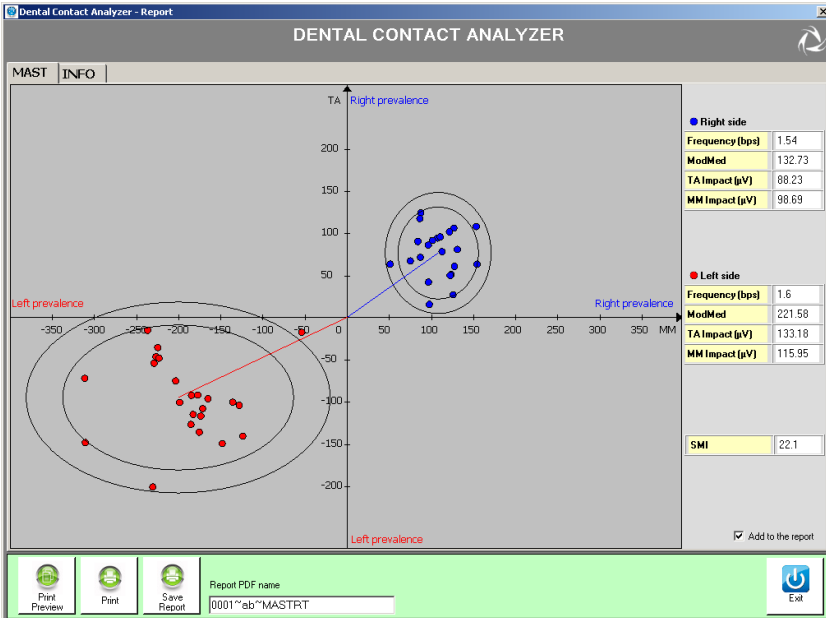 Dental Contact Analyzer - Report
DENTAL CONTACT ANALYZER
MAST INFO
TA Right prevalence
200
150
100
50
Left prevalence Right prevalence
-350 -300 -250 -200 -150 -100 -50 0 50 100 150 200 250 300 350 MM
-50
-100
-150
-200
Left prevalence
Right side
Frequency (bps) 1.54
ModMed 132.73
TA Impact (µV) 88.23
MM Impact (µV) 98.69
Left side
Frequency (bps) 1.6
ModMed 221.58
TA Impact (µV) 133.18
MM Impact (µV) 115.95
SMI 22.1
Add to the report
Print Preview
Print
Save Report
Report PDF name
0001~ab~MASTRT
Exit